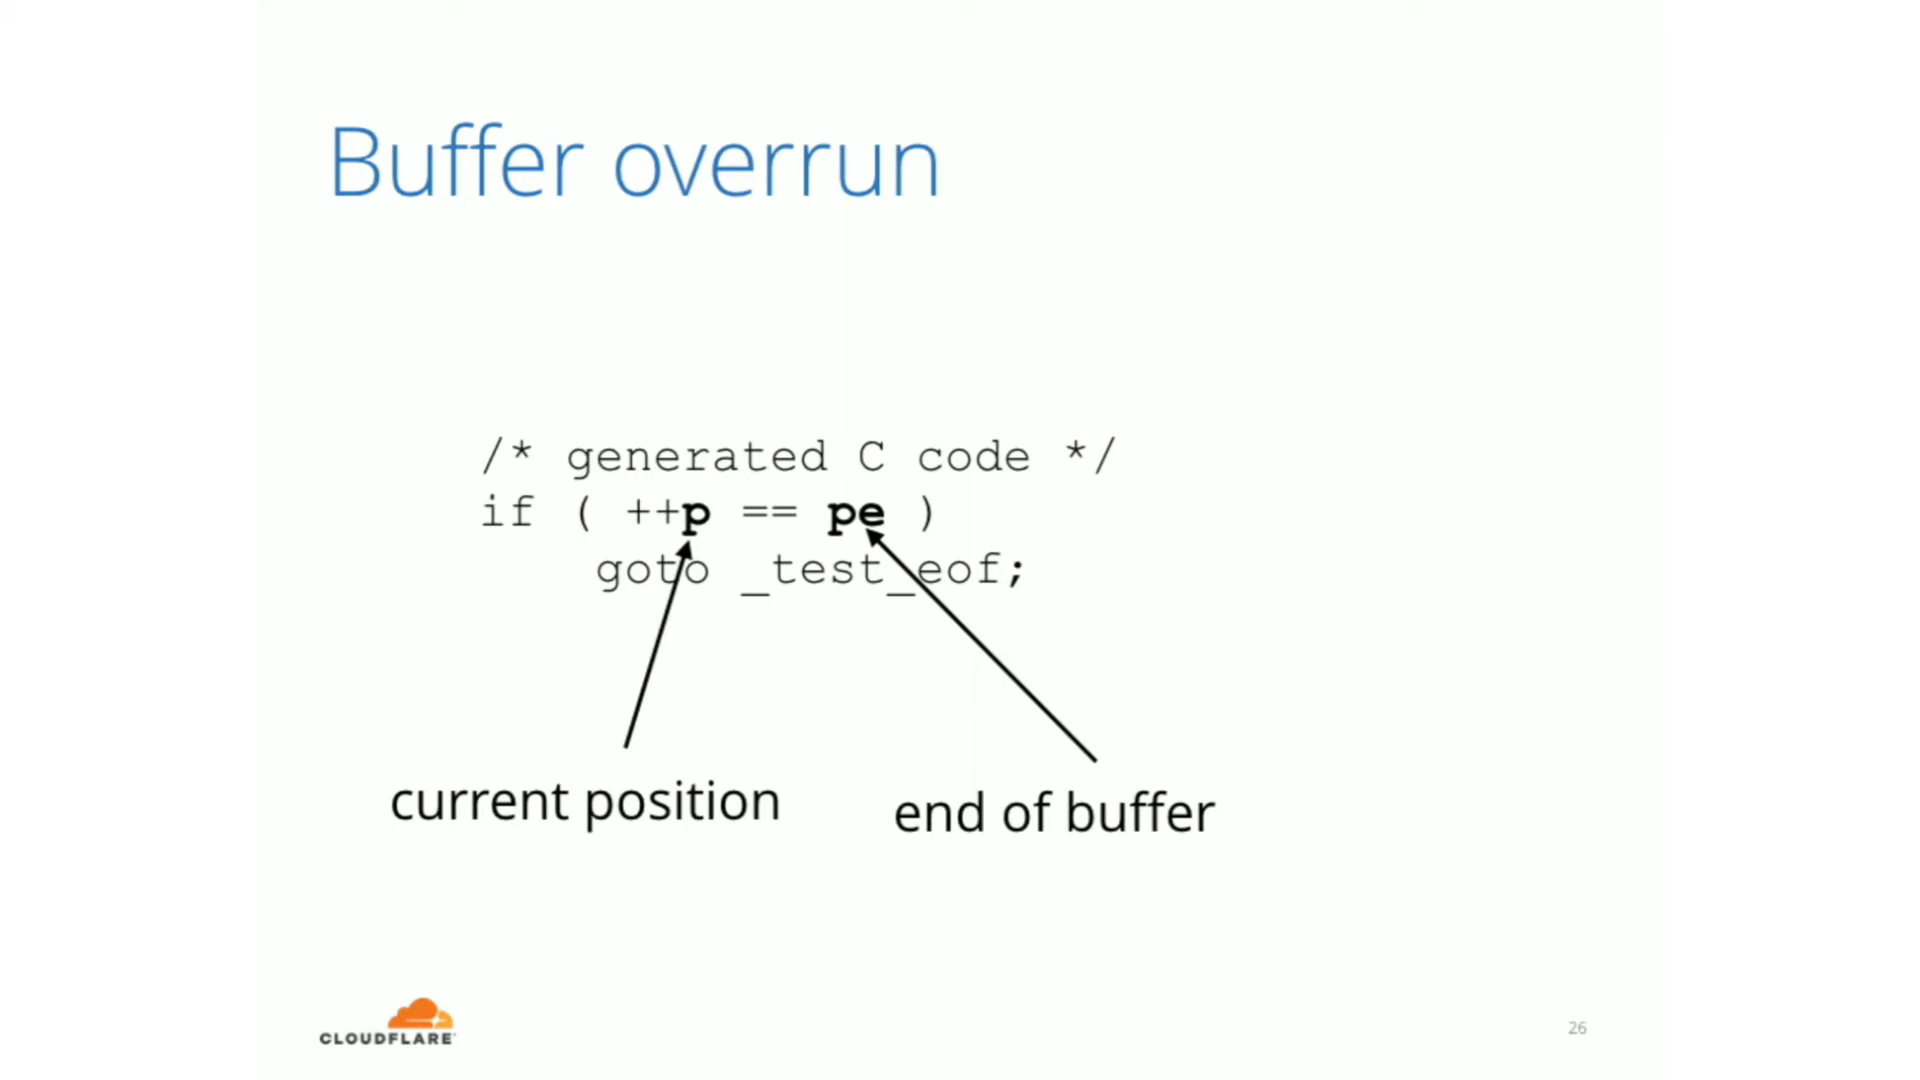 Buffer overrun
/* generated C code */
if ( ++p == pe )
goto _test_eof;
current position
end of buffer
CLOUDFLARE
26